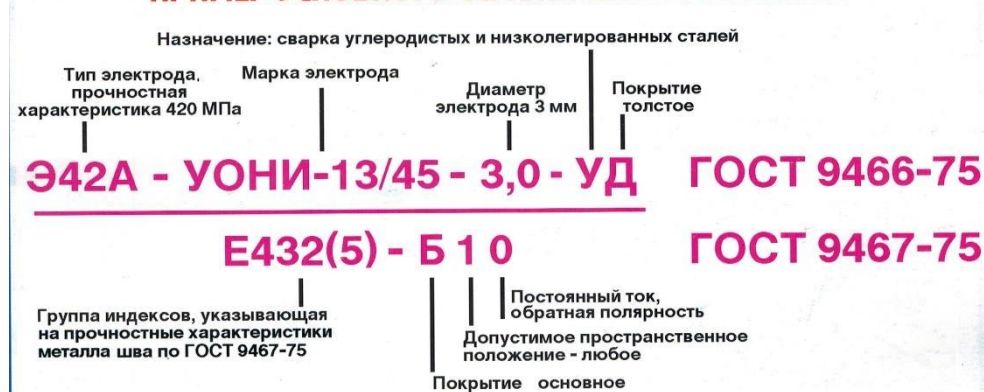 Назначение: сварка углеродистых и низколегированных сталей
Тип электрода,
прочностная
характеристика 420 МПа
Марка электрода
Диаметр
электрода 3 мм
Покрытие
толстое
Э42А - УОНИ-13/45 - 3,0 - УД ГОСТ 9466-75
Е432(5) - Б 1 0 ГОСТ 9467-75
Группа индексов, указывающая
на прочностные характеристики
металла шва по ГОСТ 9467-75
Постоянный ток,
обратная полярность
Допустимое пространственное
положение - любое
Покрытие основное